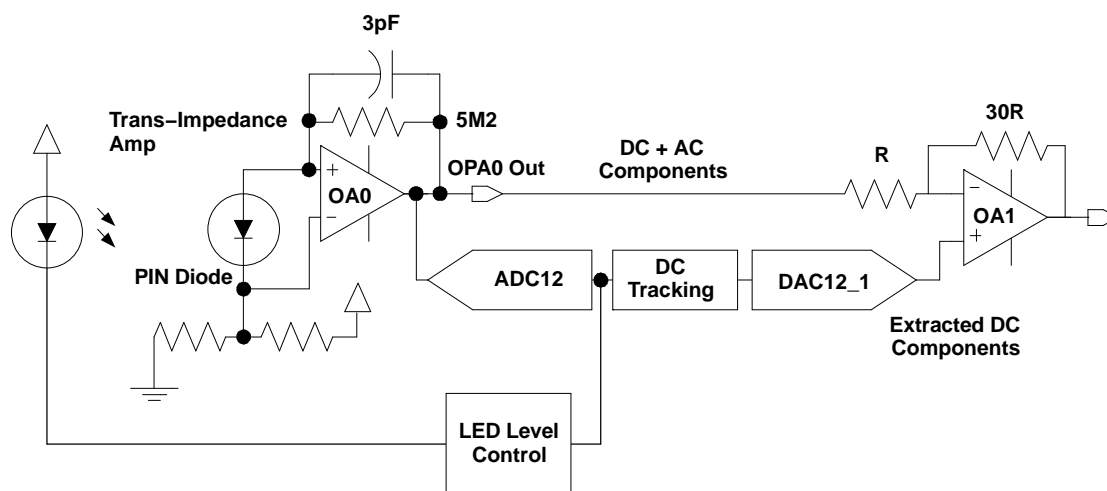 3pF
Trans−Impedance
Amp
5M2
30R
DC + AC
Components
R
OPA0 Out
+
OA0
−
−
OA1
+
PIN Diode
ADC12
DC
Tracking
DAC12_1
Extracted DC
Components
LED Level
Control